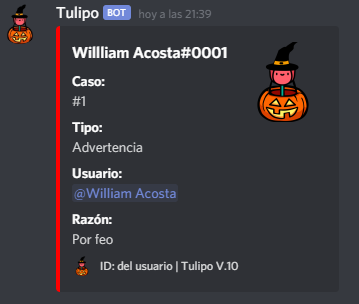 Tulipo BOT hoy a las 21:39
Willliam Acosta#0001
Caso:
#1
Tipo:
Advertencia
Usuario:
@William Acosta
Razón:
Por feo
ID: del usuario | Tulipo V.10